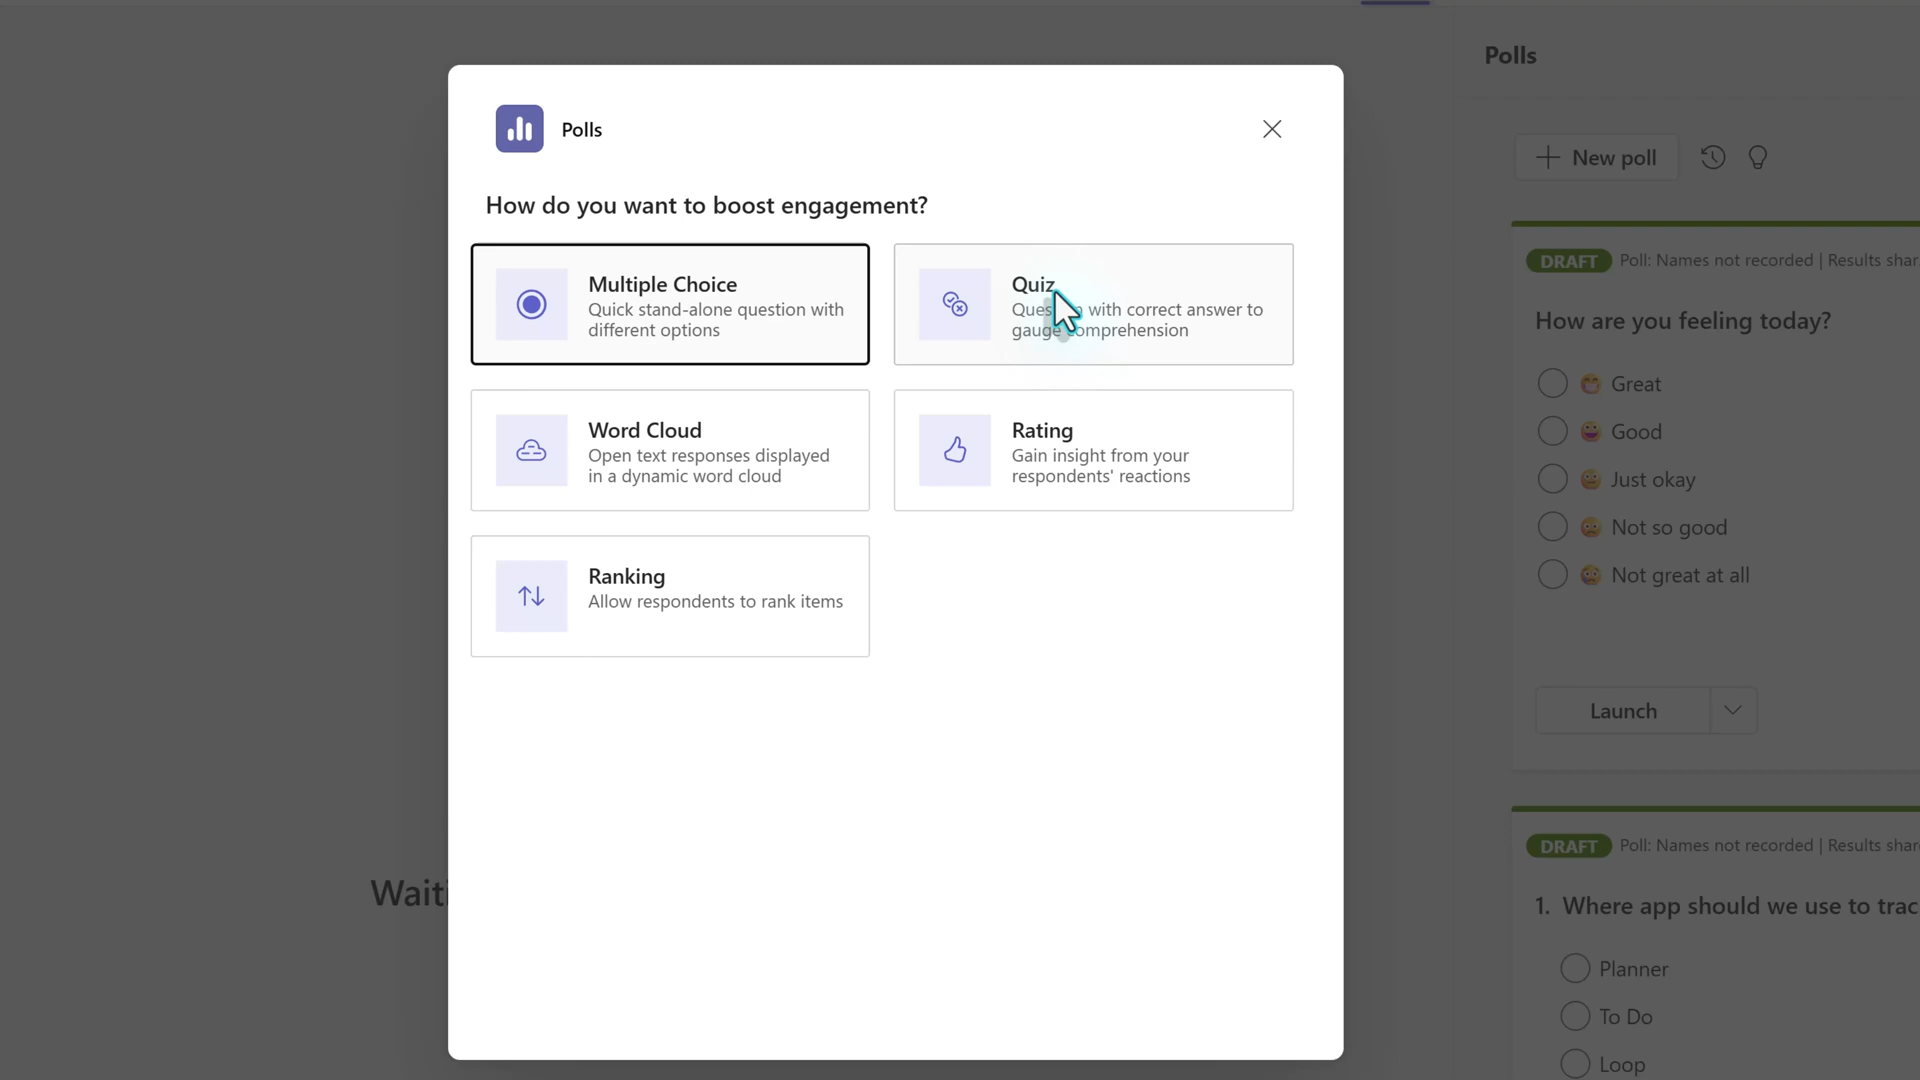 Polls
How do you want to boost engagement?
Multiple Choice
Quick stand-alone question with
different options
Quiz
with correct answer to
gauge comprehension
Word Cloud
Open text responses displayed
in a dynamic word cloud
Rating
Gain insight from your
respondents' reactions
Ranking
Allow respondents to rank items
Waiti
Polls
New poll
DRAFT Poll: Names not recorded | Results shar
How are you feeling today?
Great
Good
Just okay
Not so good
Not great at all
Launch
DRAFT Poll: Names not recorded | Results shar
1. Where app should we use to trac
Planner
To Do
Loop